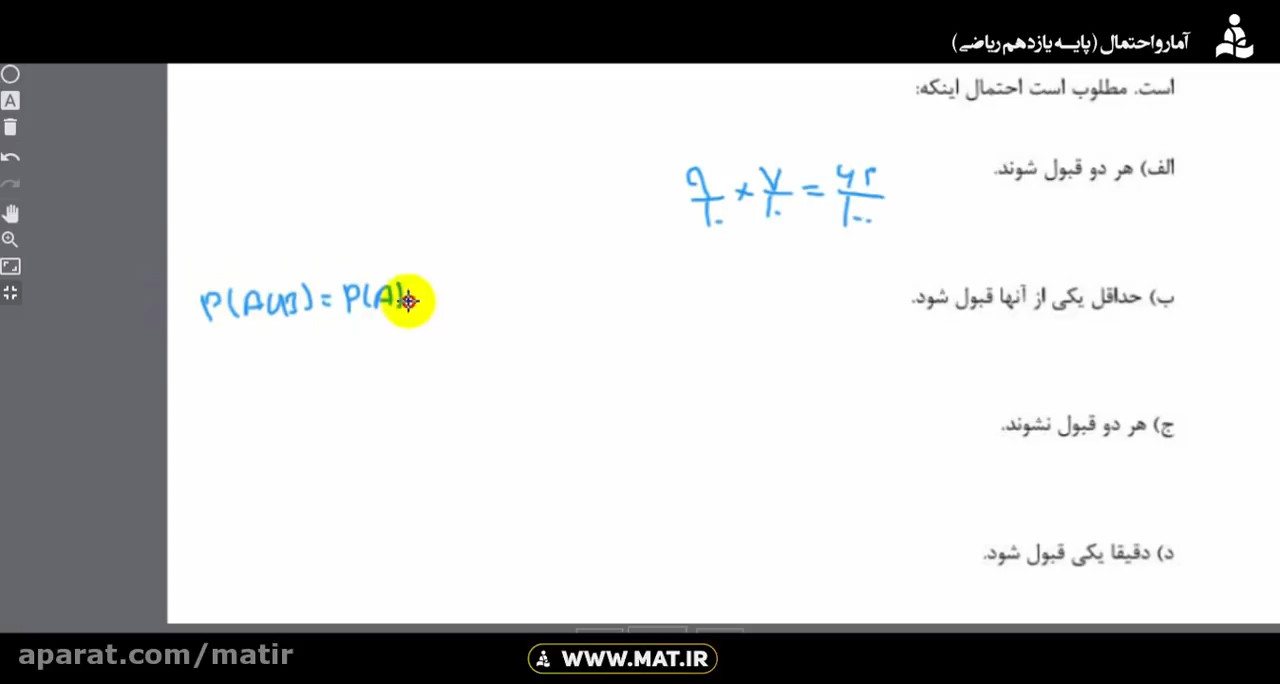 آمار و احتمال (پایه یازدهم ریاضی)
است. مطلوب است احتمال اینکه:
الف) هر دو قبول شوند.
۹/۱۰ × ۷/۱۰ = ۶۳/۱۰۰
ب) حداقل یکی از آنها قبول شود.
P(A∪B) = P(A)
ج) هر دو قبول نشوند.
د) دقیقا یکی قبول شود.
aparat.com/matir
WWW.MAT.IR